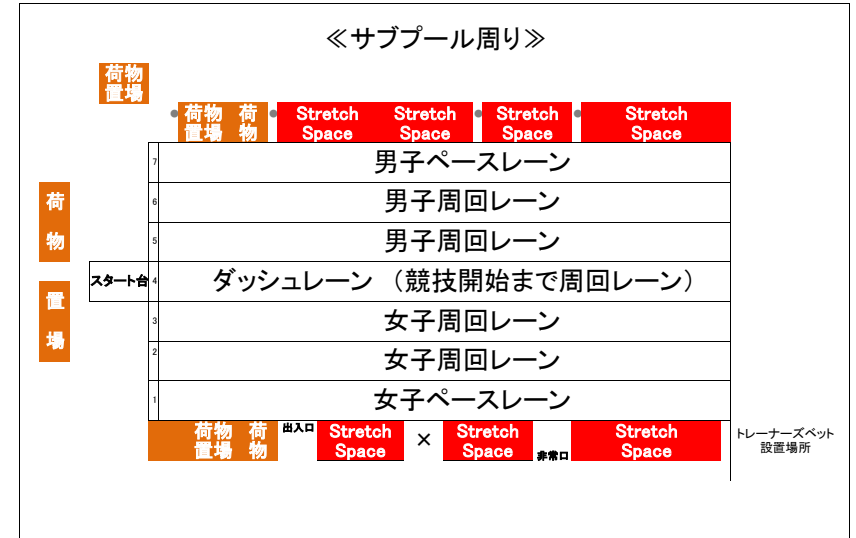 ≪サブプール周り≫
荷物
置場
荷物 荷
置場 物
Stretch Stretch
Space Space
Stretch
Space
Stretch
Space
7 男子ペースレーン
6 男子周回レーン
5 男子周回レーン
スタート台 4 ダッシュレーン （競技開始まで周回レーン）
3 女子周回レーン
2 女子周回レーン
1 女子ペースレーン
荷
物
置
場
荷物 荷
置場 物
出入口
Stretch
Space
×
Stretch
Space
非常口
Stretch
Space
トレーナーズベット
設置場所